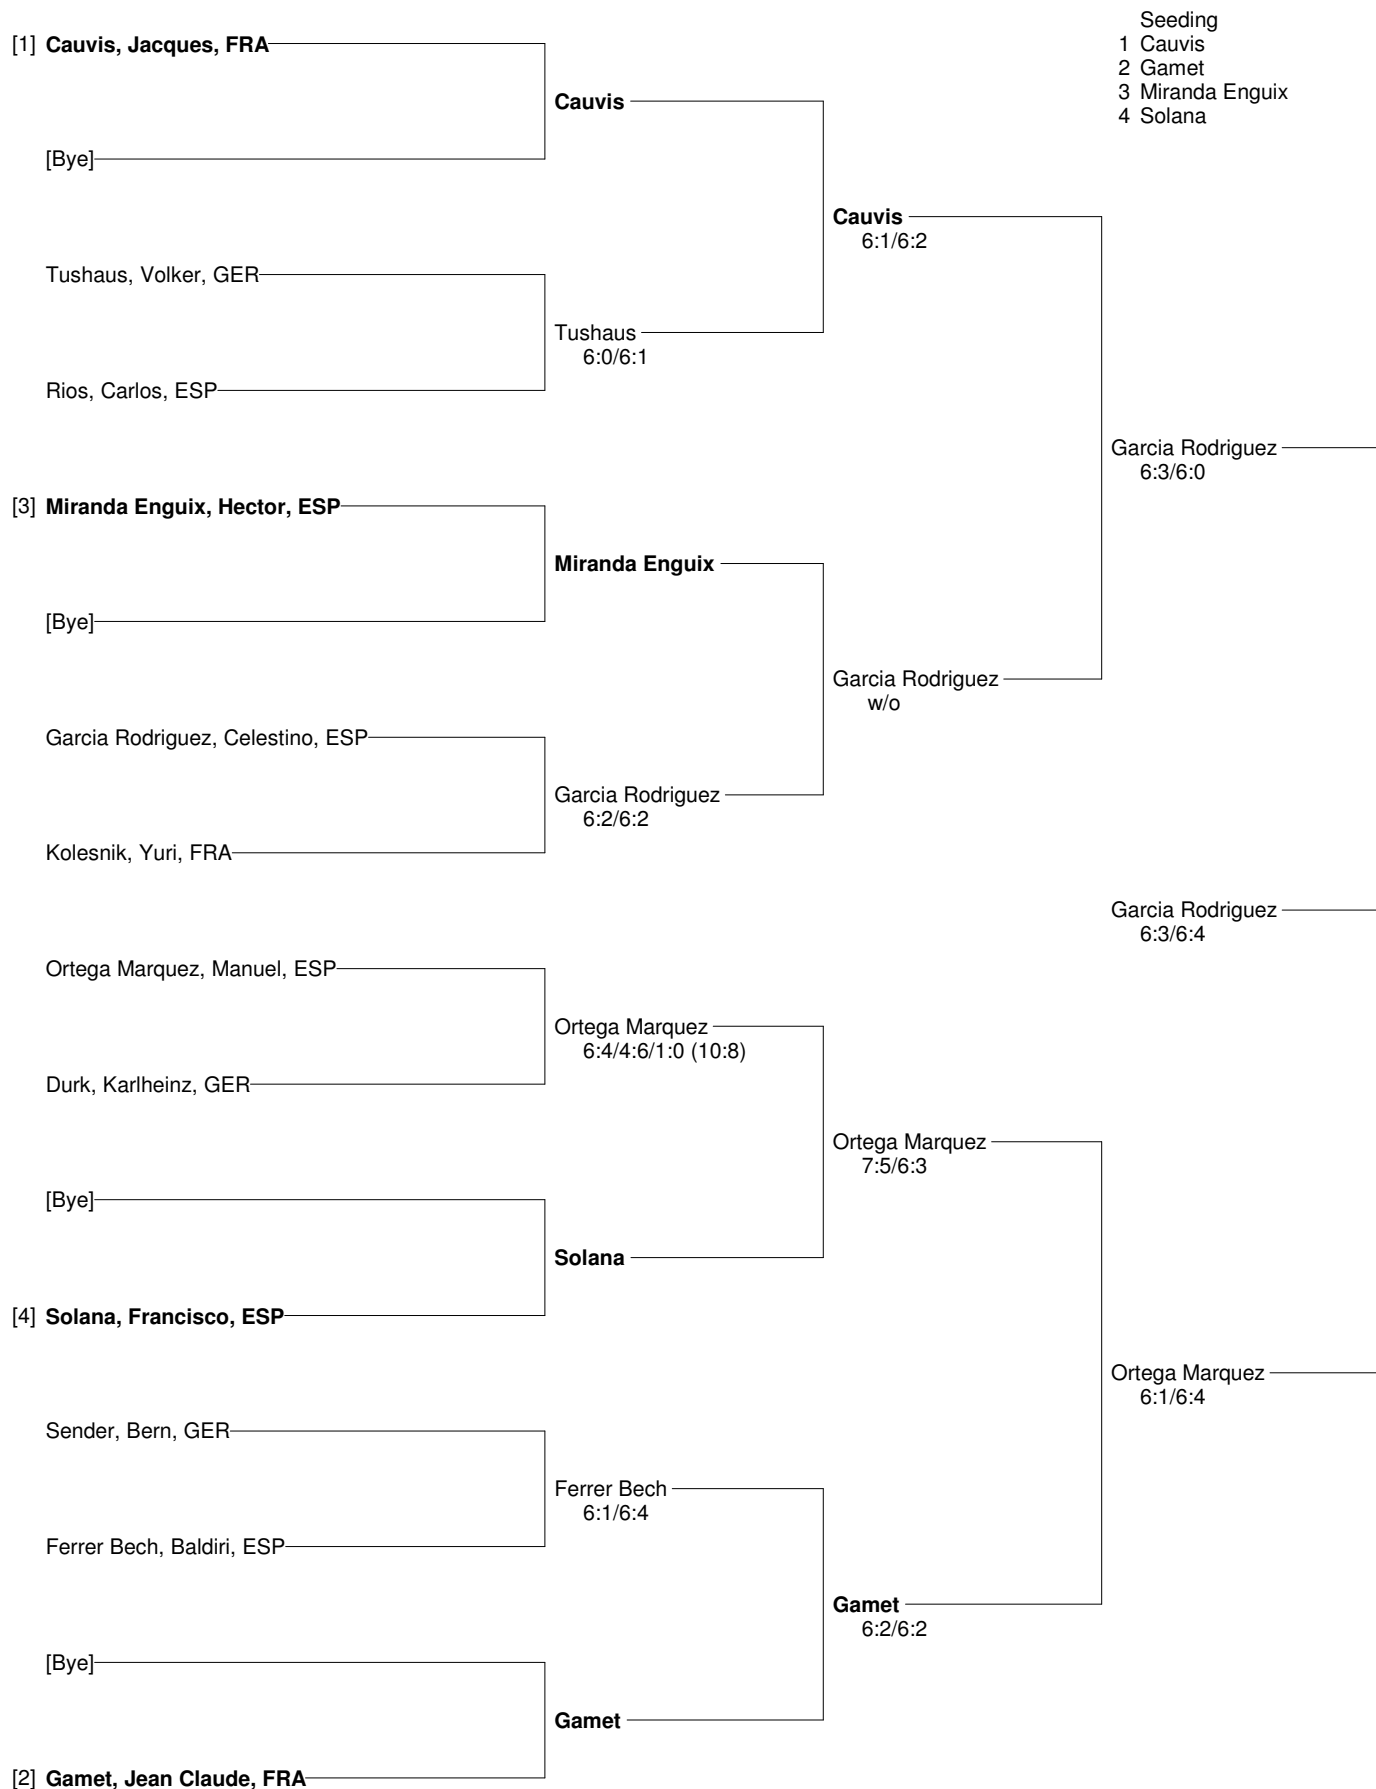 Seeding
1 Cauvis
2 Gamet
3 Miranda Enguix
4 Solana
[1] Cauvis, Jacques, FRA
Cauvis
[Bye]
Cauvis
6:1/6:2
Tushaus, Volker, GER
Tushaus
6:0/6:1
Rios, Carlos, ESP
Garcia Rodriguez
6:3/6:0
[3] Miranda Enguix, Hector, ESP
Miranda Enguix
[Bye]
Garcia Rodriguez
w/o
Garcia Rodriguez, Celestino, ESP
Garcia Rodriguez
6:2/6:2
Kolesnik, Yuri, FRA
Garcia Rodriguez
6:3/6:4
Ortega Marquez, Manuel, ESP
Ortega Marquez
6:4/4:6/1:0 (10:8)
Durk, Karlheinz, GER
Ortega Marquez
7:5/6:3
[Bye]
Solana
[4] Solana, Francisco, ESP
Ortega Marquez
6:1/6:4
Sender, Bern, GER
Ferrer Bech
6:1/6:4
Ferrer Bech, Baldiri, ESP
Gamet
6:2/6:2
[Bye]
Gamet
[2] Gamet, Jean Claude, FRA